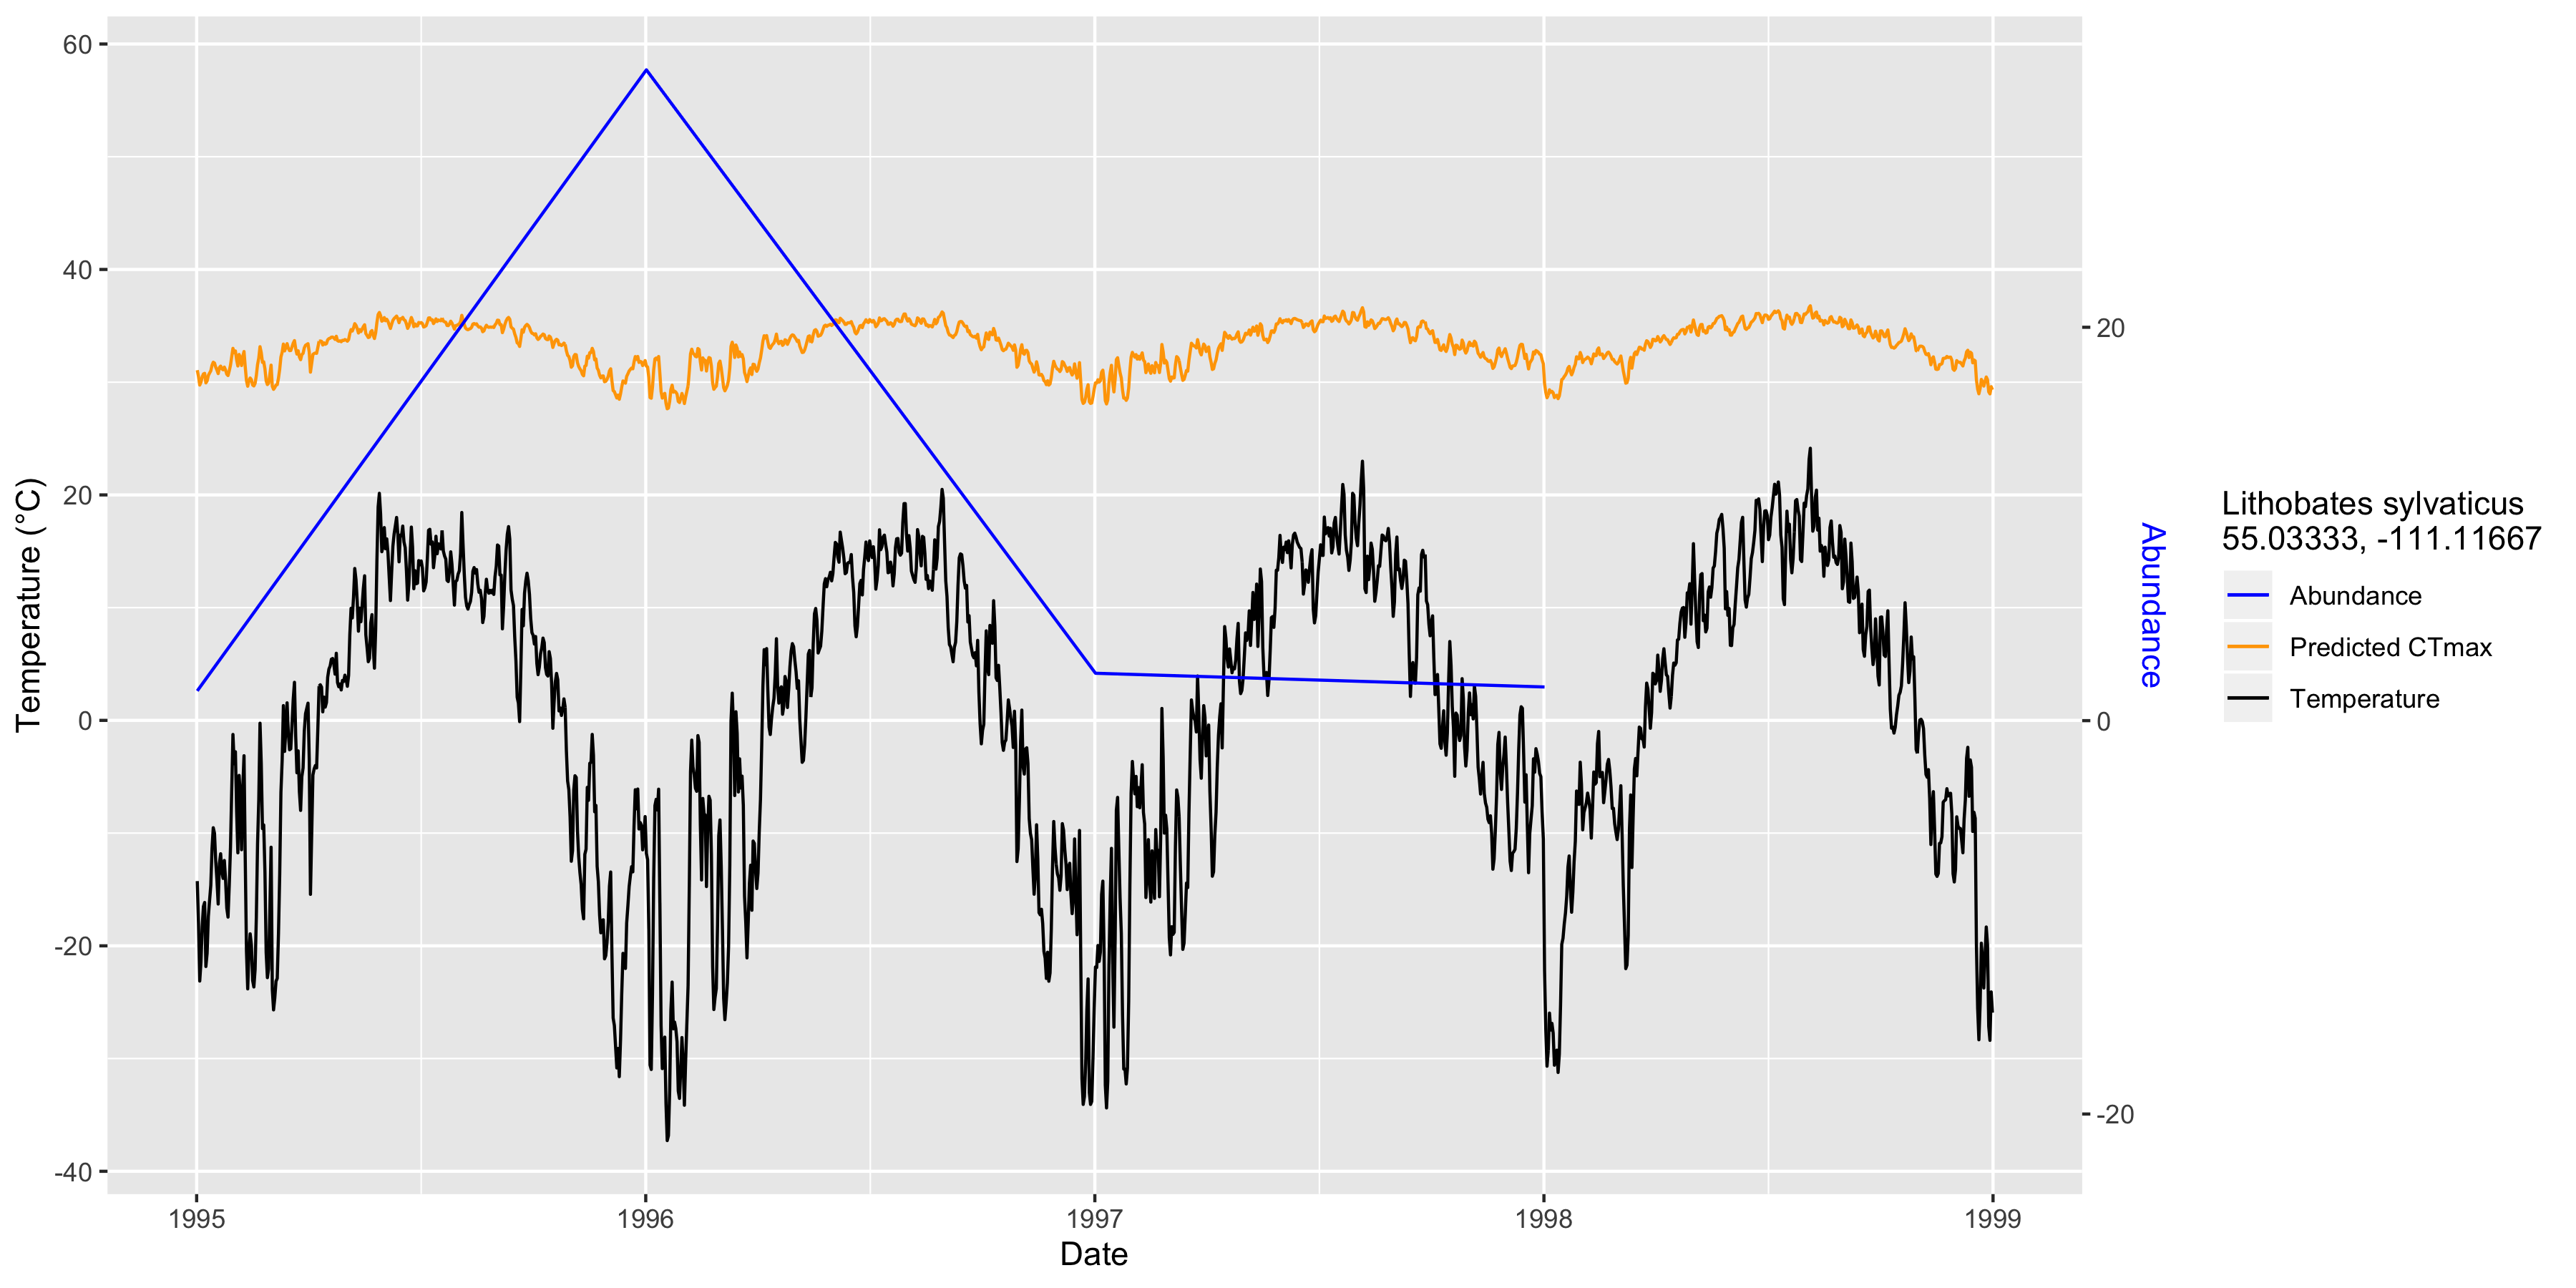 60
40
20
0
-20
-40
Temperature (°C)
1995
1996
1997
1998
1999
Date
20
0
-20
Abundance
Lithobates sylvaticus
55.03333, -111.11667
Abundance
Predicted CTmax
Temperature